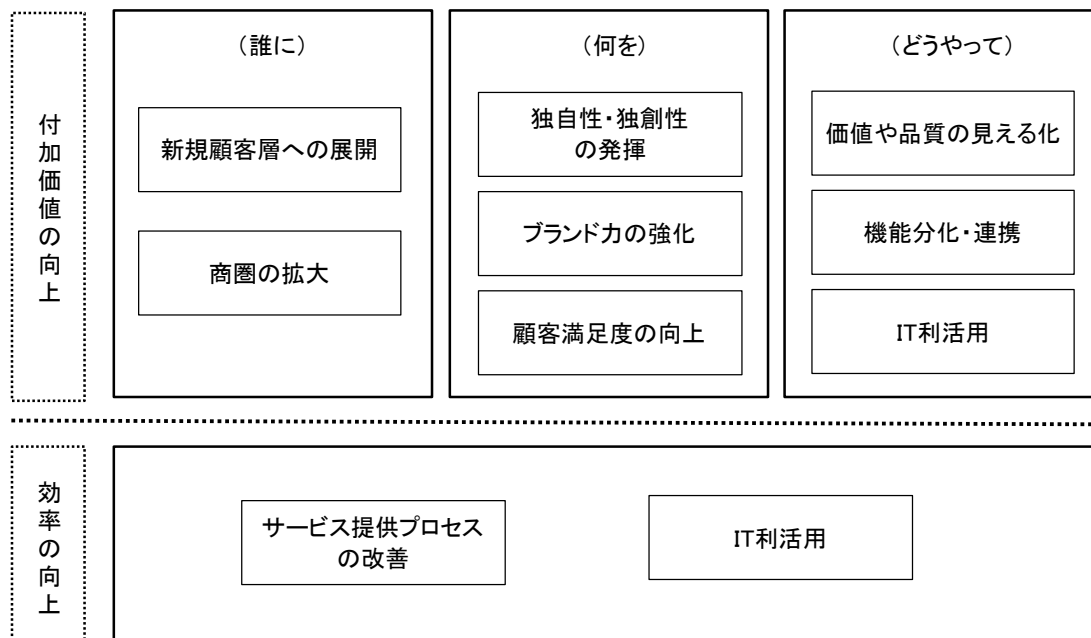 付加価値の向上
(誰に)
新規顧客層への展開
商圏の拡大
(何を)
独自性・独創性
の発揮
ブランド力の強化
顧客満足度の向上
(どうやって)
価値や品質の見える化
機能分化・連携
IT利活用
効率の向上
サービス提供プロセス
の改善
IT利活用